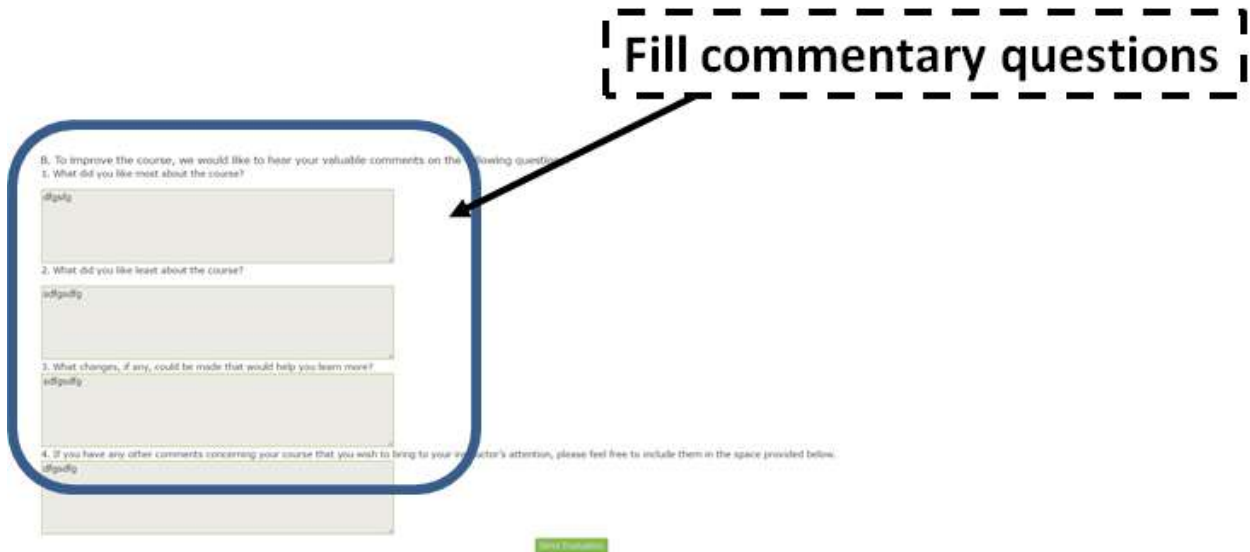 Fill commentary questions
B. To improve the course, we would like to hear your valuable comments on the following question
1. What did you like most about the course?
dfgsfg
2. What did you like least about the course?
sdfgsdfg
3. What changes, if any, could be made that would help you learn more?
sdfgsdfg
4. If you have any other comments concerning your course that you wish to bring to your instructor's attention, please feel free to include them in the space provided below.
dfgsdfg
Send Evaluation